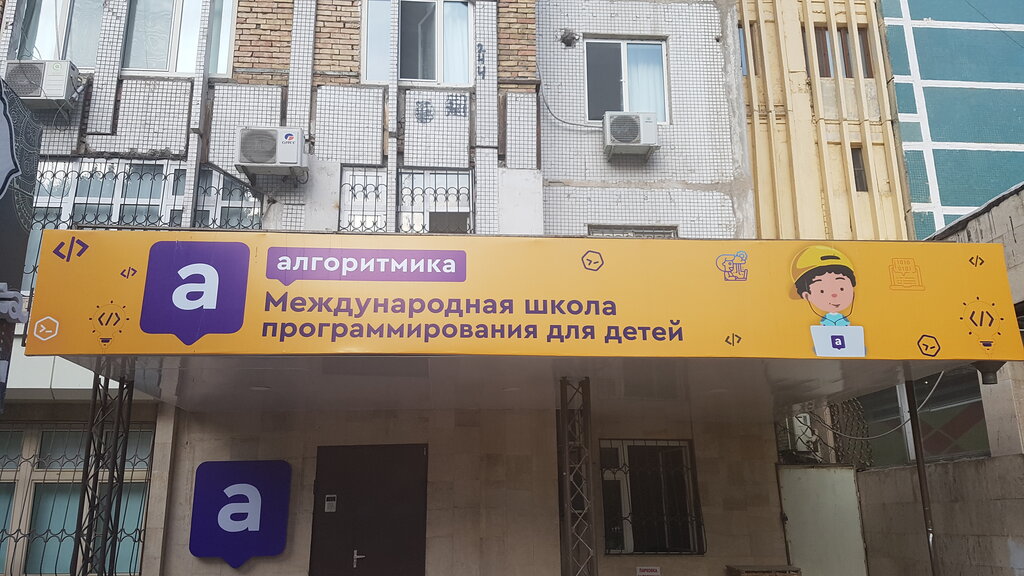 а
алгоритмика
Международная школа
программирования для детей
а
а